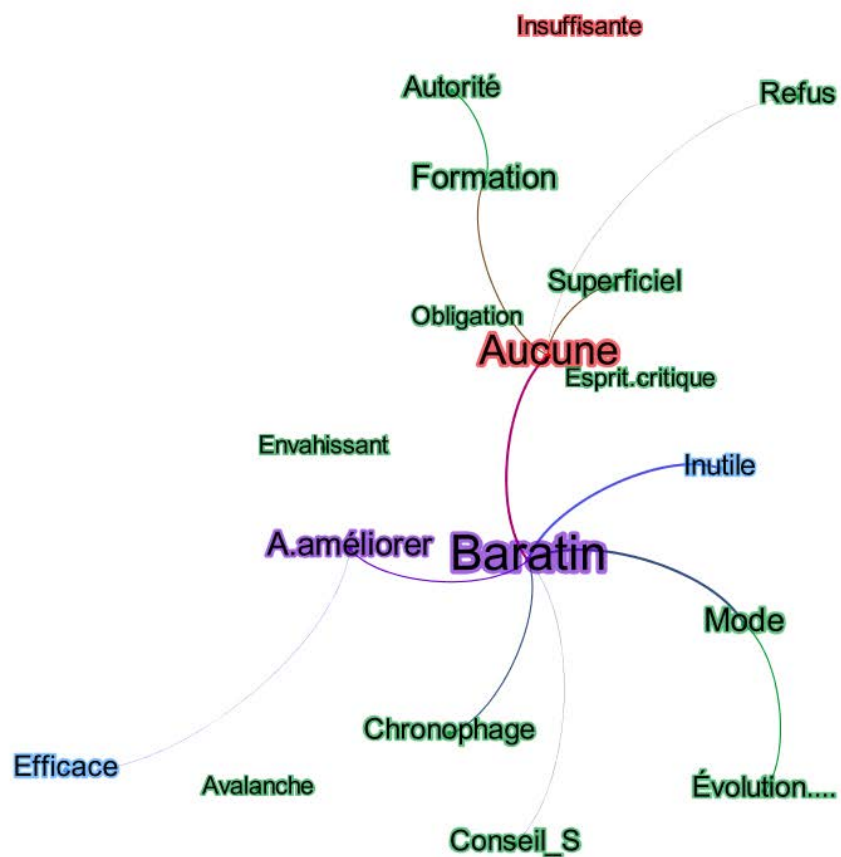 Insuffisante
Autorité
Refus
Formation
Superficiel
Obligation
Aucune
Esprit.critique
Envahissant
Inutile
A.améliorer
Baratin
Mode
Chronophage
Efficace
Avalanche
Évolution....
Conseil_S